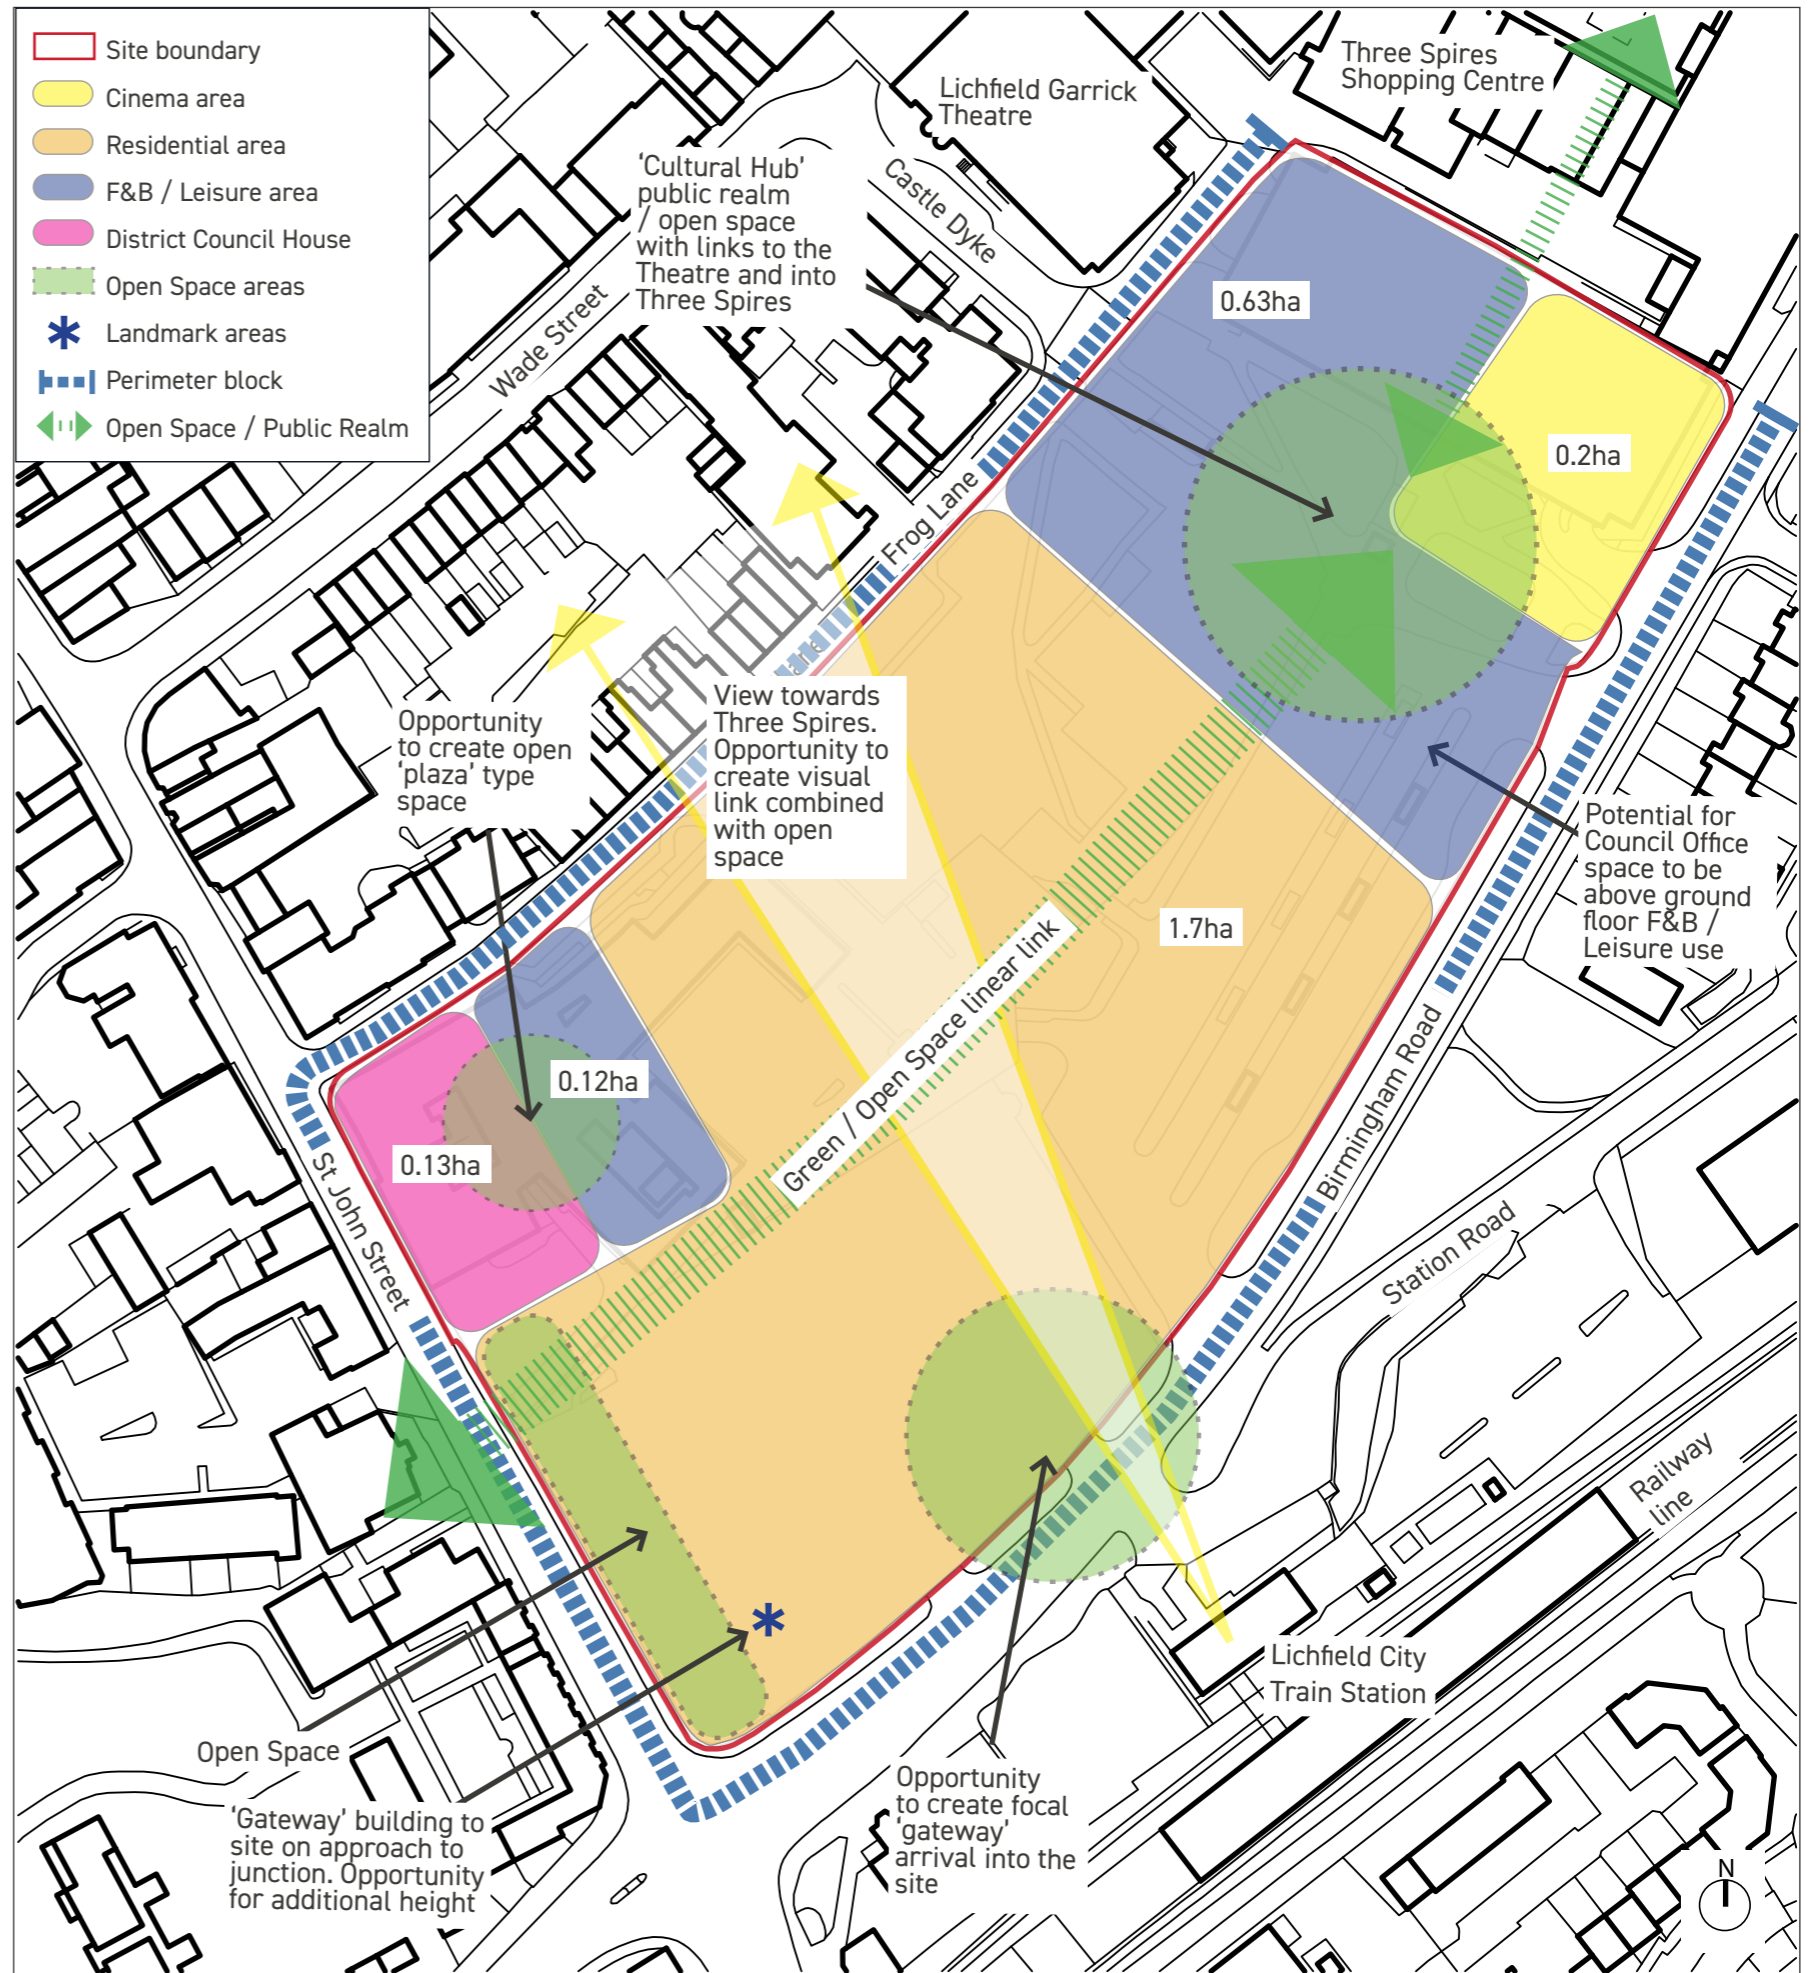 Site boundary
Cinema area
Residential area
F&B / Leisure area
District Council House
Open Space areas
Landmark areas
Perimeter block
Open Space / Public Realm
Three Spires
Shopping Centre
Lichfield Garrick
Theatre
‘Cultural Hub’
public realm
/ open space
with links to the
Theatre and into
Three Spires
Castle Dyke
Wade Street
0.63ha
0.2ha
Frog Lane
View towards
Three Spires.
Opportunity to
create visual
link combined
with open
space
Opportunity
to create open
‘plaza’ type
space
Potential for
Council Office
space to be
above ground
floor F&B /
Leisure use
1.7ha
Green / Open Space linear link
0.12ha
0.13ha
St John Street
Birmingham Road
Station Road
Railway
line
Lichfield City
Train Station
Open Space
‘Gateway’ building to
site on approach to
junction. Opportunity
for additional height
Opportunity
to create focal
‘gateway’
arrival into the
site
N